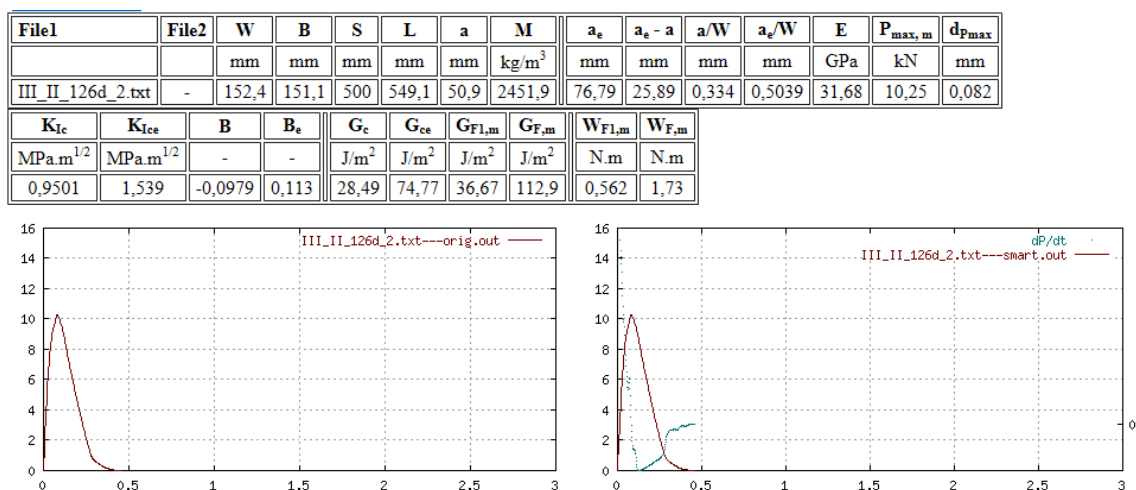 File1 File2 W B S L a M a_e a_e - a a/W a_e/W E P_max, m d_Pmax
mm mm mm mm mm kg/m^3 mm mm mm mm GPa kN mm
III_II_126d_2.txt - 152,4 151,1 500 549,1 50,9 2451,9 76,79 25,89 0,334 0,5039 31,68 10,25 0,082
K_Ic K_Ice B B_e G_c G_ce G_F1,m G_F,m W_F1,m W_F,m
MPa.m^1/2 MPa.m^1/2 - - J/m^2 J/m^2 J/m^2 J/m^2 N.m N.m
0,9501 1,539 -0,0979 0,113 28,49 74,77 36,67 112,9 0,562 1,73
16
III_II_126d_2.txt---orig.out
14
12
10
8
6
4
2
0
0 0.5 1 1.5 2 2.5 3
16
dP/dt
III_II_126d_2.txt---smart.out
14
12
10
8
6
4
0
2
0
0 0.5 1 1.5 2 2.5 3